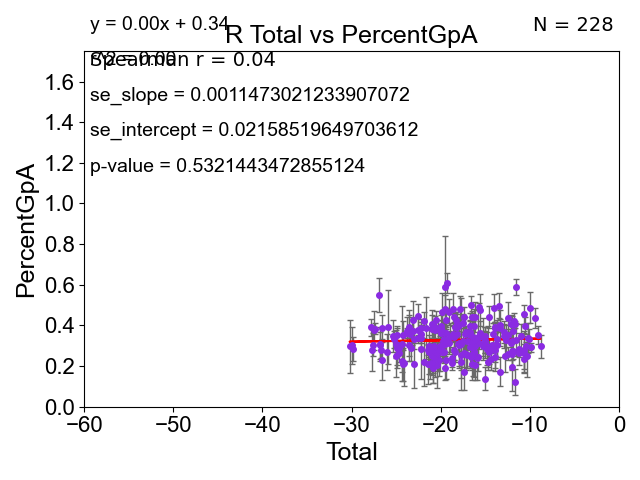 y = 0.00x + 0.34
R Total vs PercentGpA
N = 228
Spearman r = 0.04
se_slope = 0.0011473021233907072
se_intercept = 0.02158519649703612
p-value = 0.5321443472855124
PercentGpA
1.6
1.4
1.2
1.0
0.8
0.6
0.4
0.2
0.0
−60
−50
−40
−30
−20
−10
0
Total